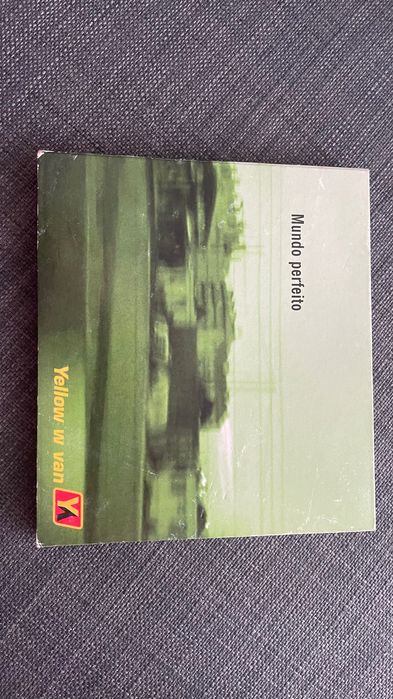 Mundo perfeito
Yellow w van